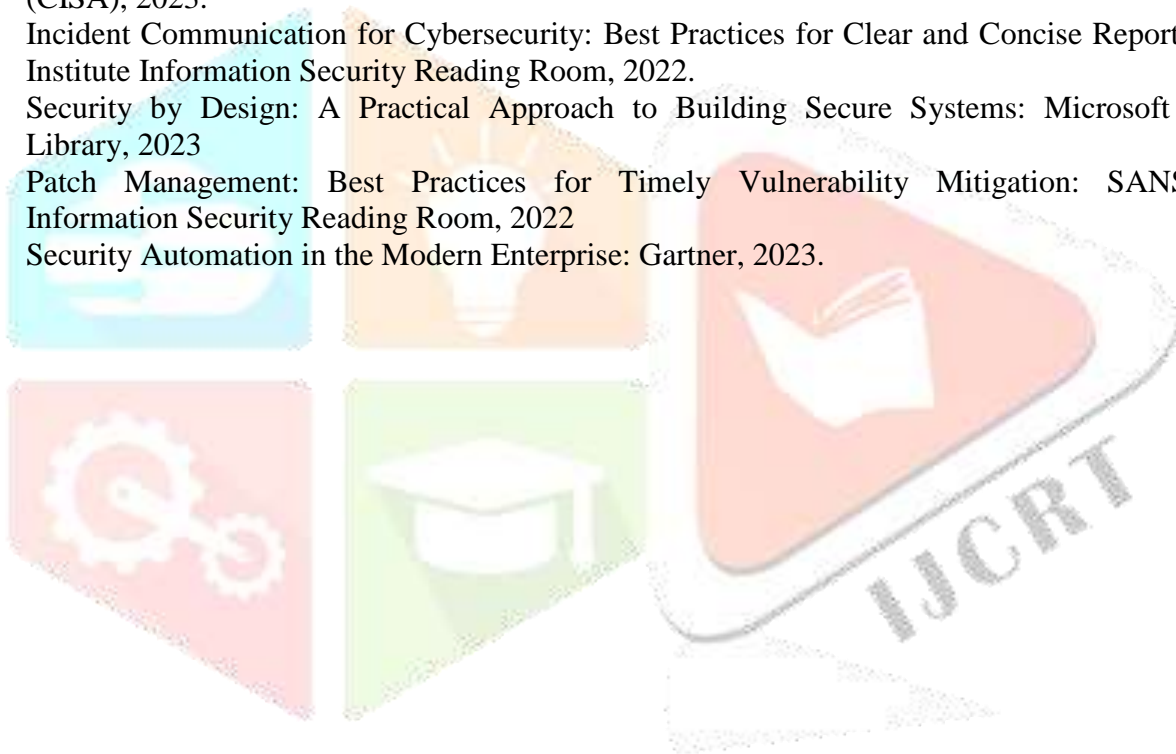 (CISA), 2023.
Incident Communication for Cybersecurity: Best Practices for Clear and Concise Report
Institute Information Security Reading Room, 2022.
Security by Design: A Practical Approach to Building Secure Systems: Microsoft
Library, 2023
Patch Management: Best Practices for Timely Vulnerability Mitigation: SANS
Information Security Reading Room, 2022
Security Automation in the Modern Enterprise: Gartner, 2023.
IJCRT